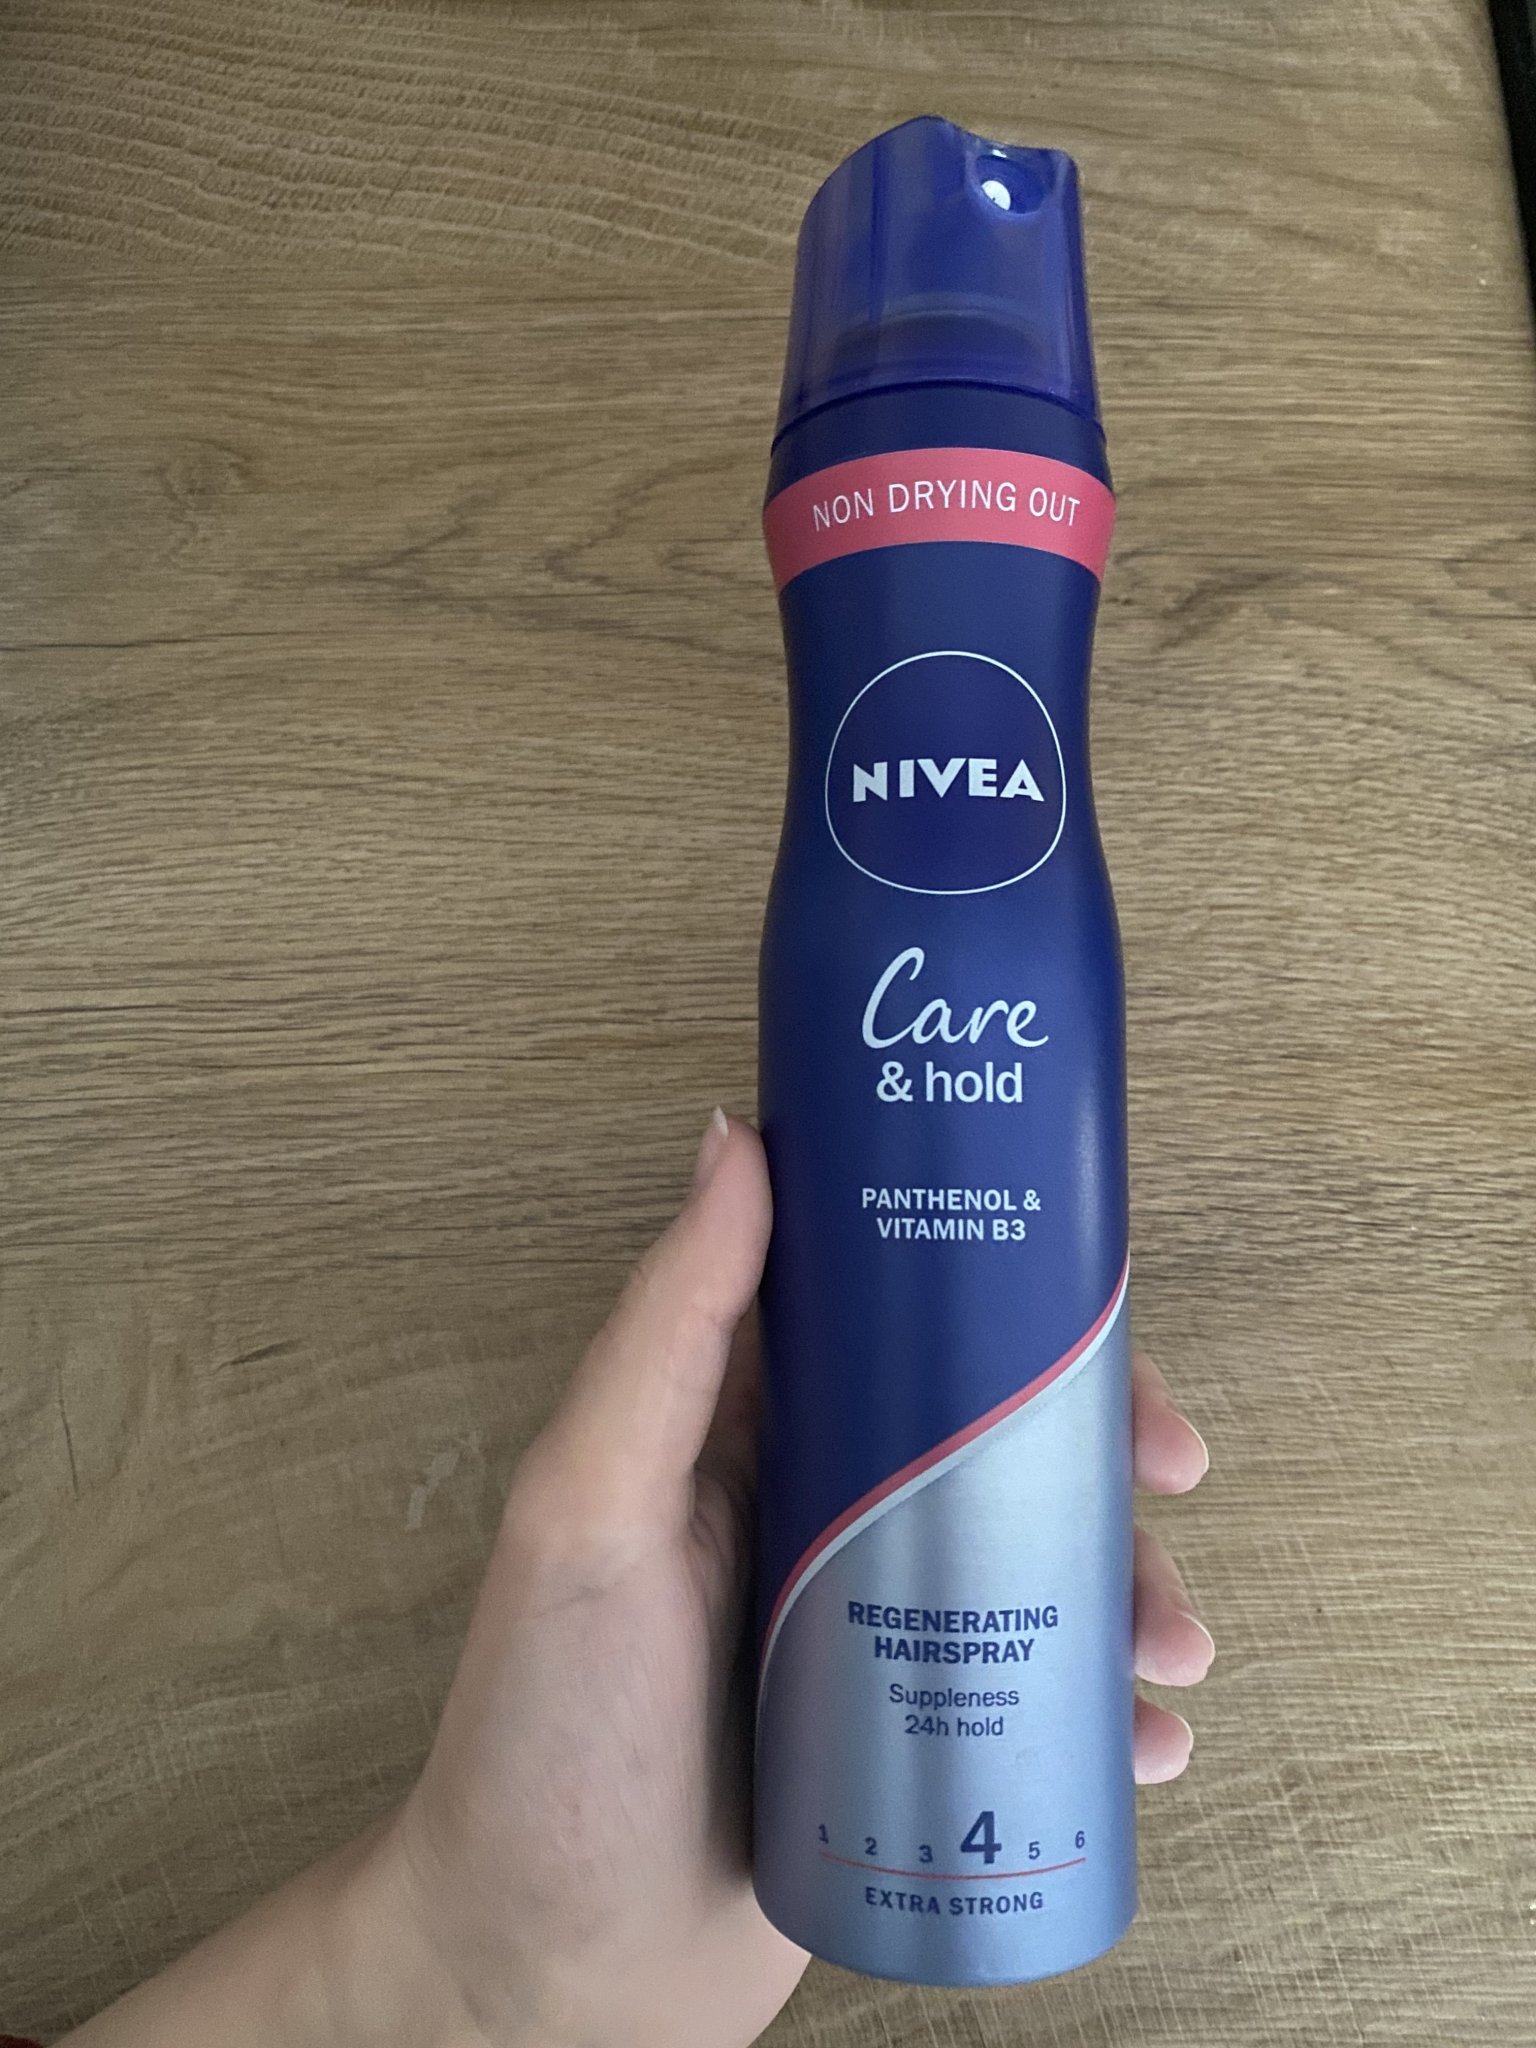 NON DRYING OUT
NIVEA
Care
& hold
PANTHENOL &
VITAMIN B3
REGENERATING
HAIRSPRAY
Suppleness
24h hold
1 2 3 4 5 6
EXTRA STRONG